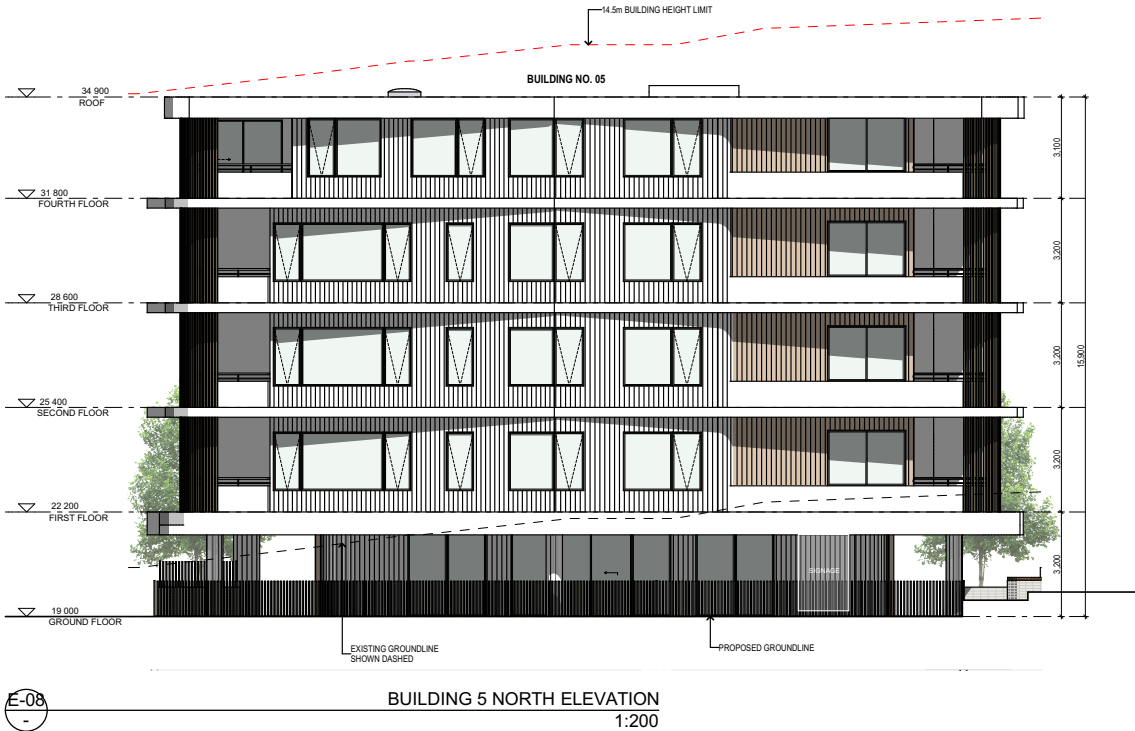 14.5m BUILDING HEIGHT LIMIT
BUILDING NO. 05
34 900
ROOF
3.100
31 800
FOURTH FLOOR
3.200
28 600
THIRD FLOOR
3.200
15.900
25 400
SECOND FLOOR
3.200
22 200
FIRST FLOOR
3.200
SIGNAGE
19 000
GROUND FLOOR
EXISTING GROUNDLINE
SHOWN DASHED
PROPOSED GROUNDLINE
E-08
-
BUILDING 5 NORTH ELEVATION
1:200